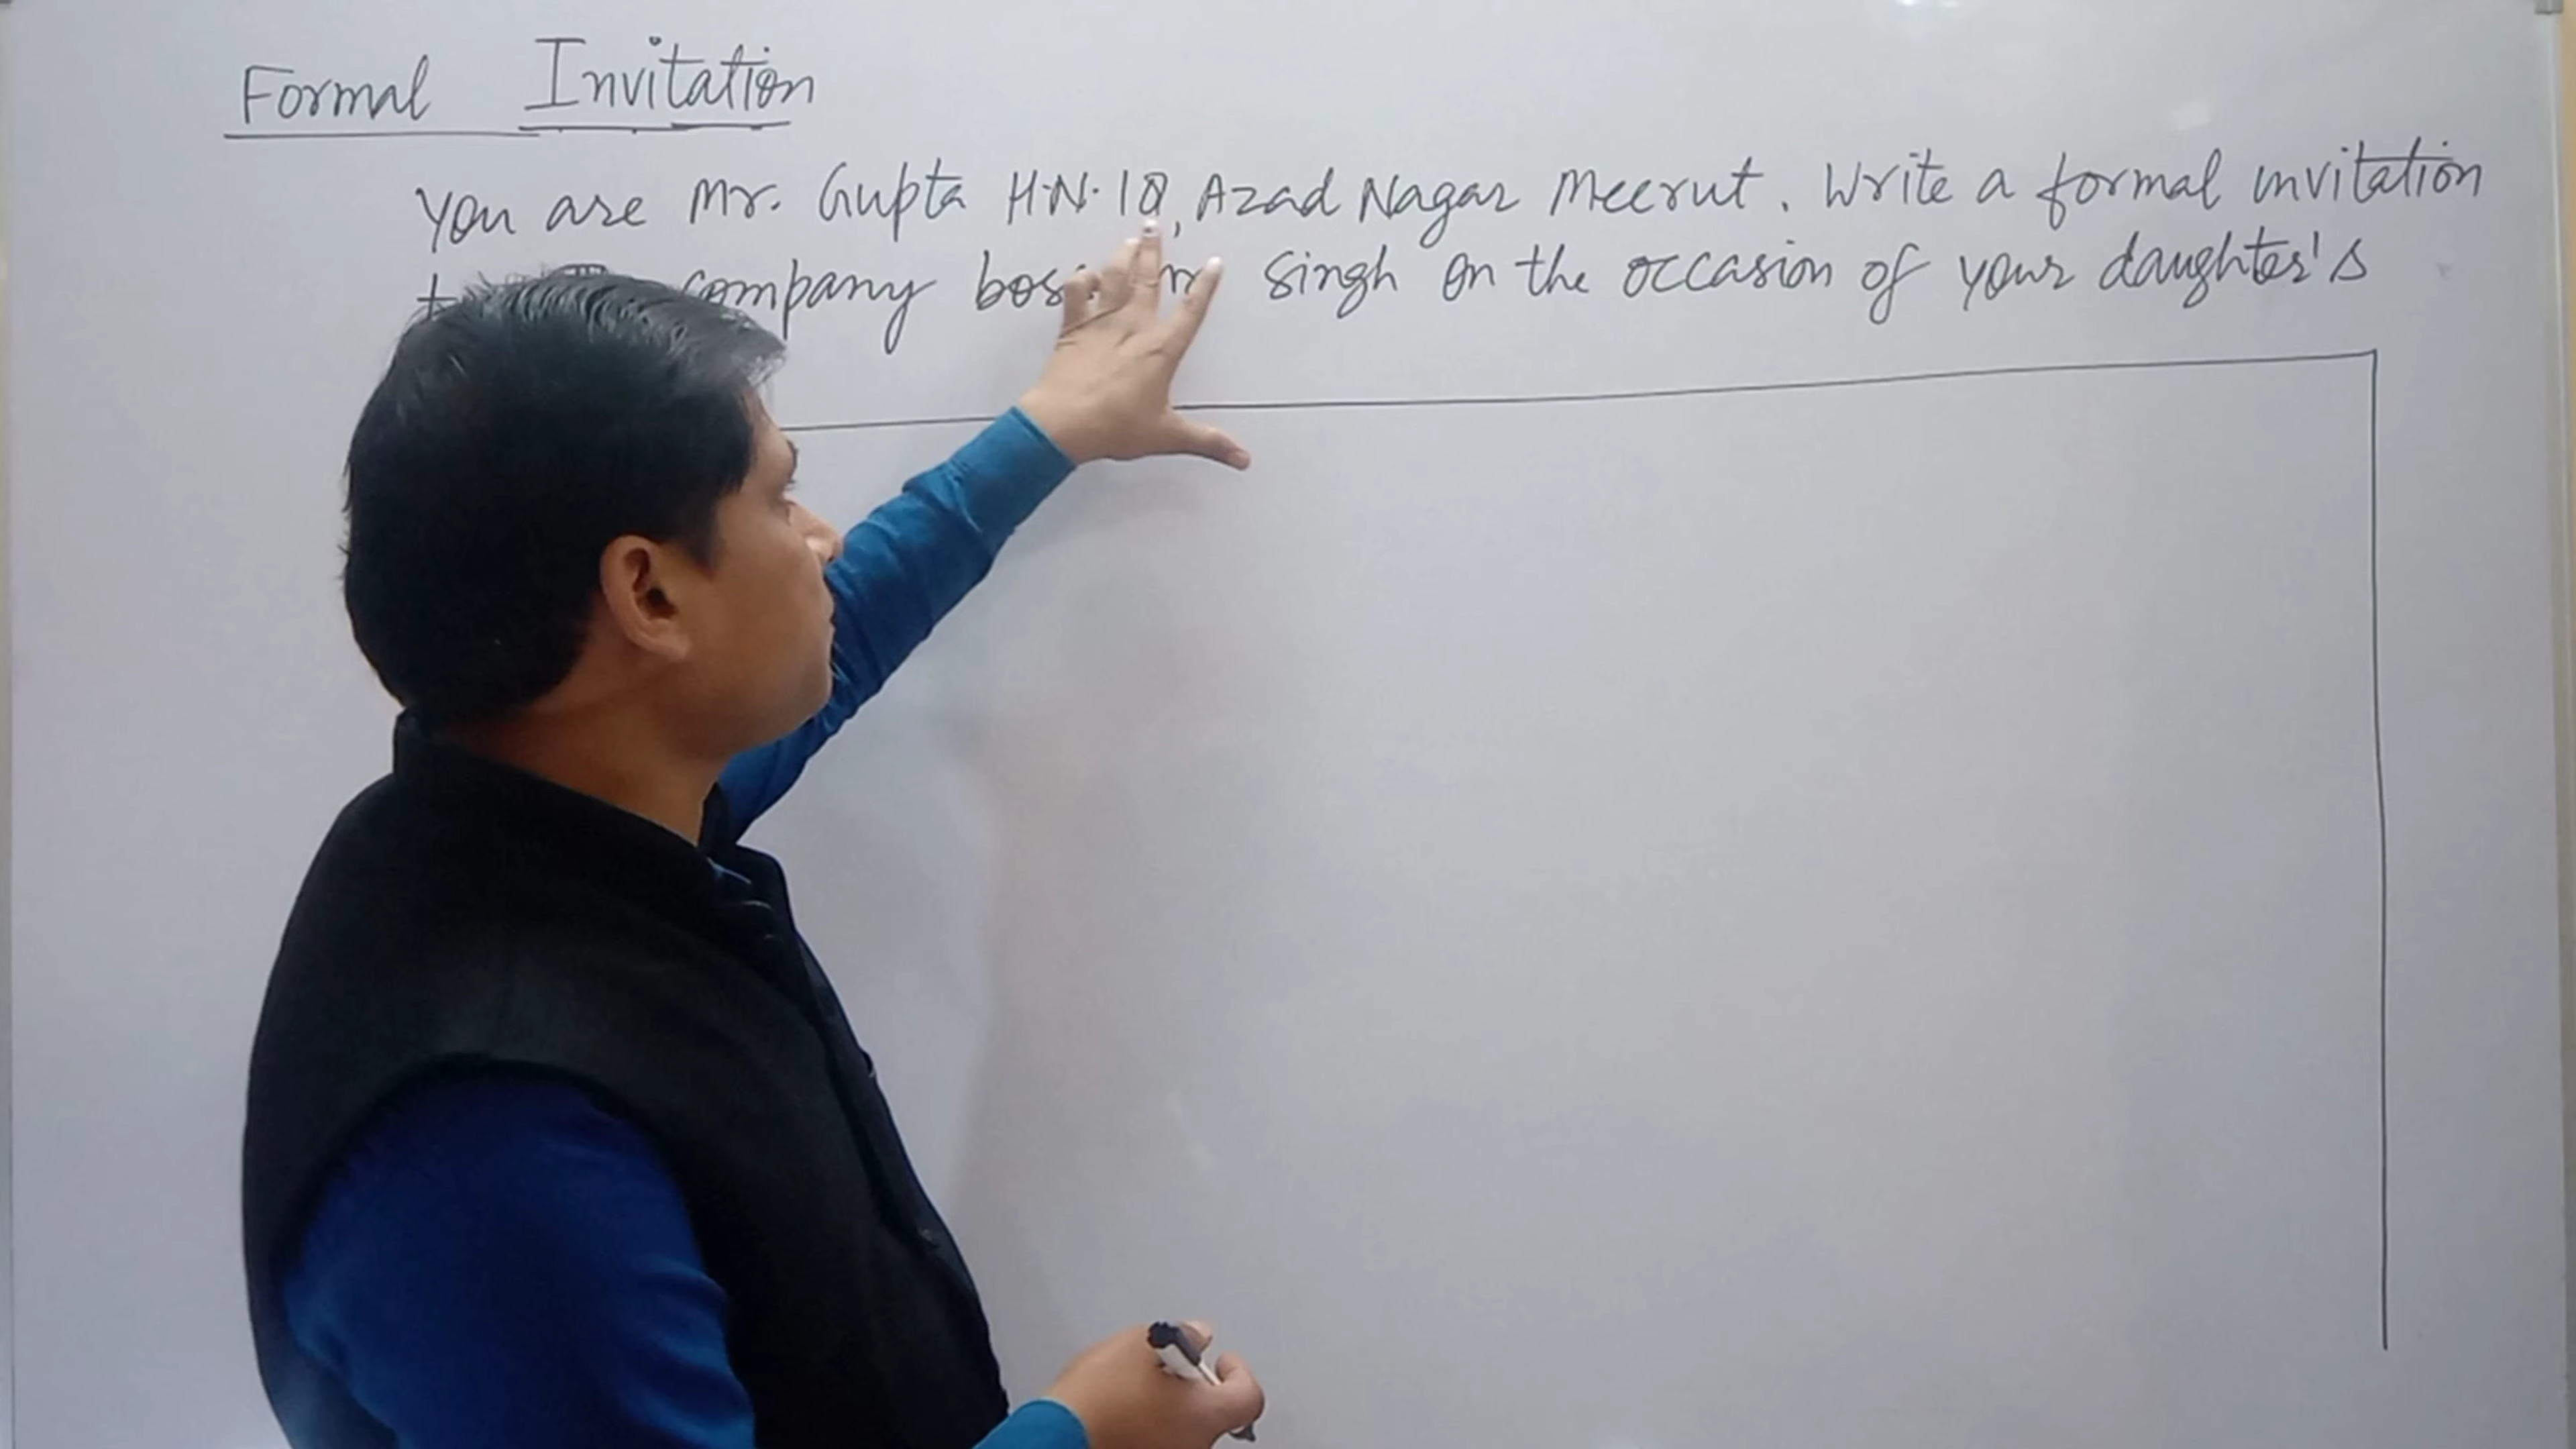 Formal Invitation
You are Mr. Gupta H.N. 10, Azad Nagar Meerut. Write a formal invitation
company boss Singh on the occasion of your daughter's